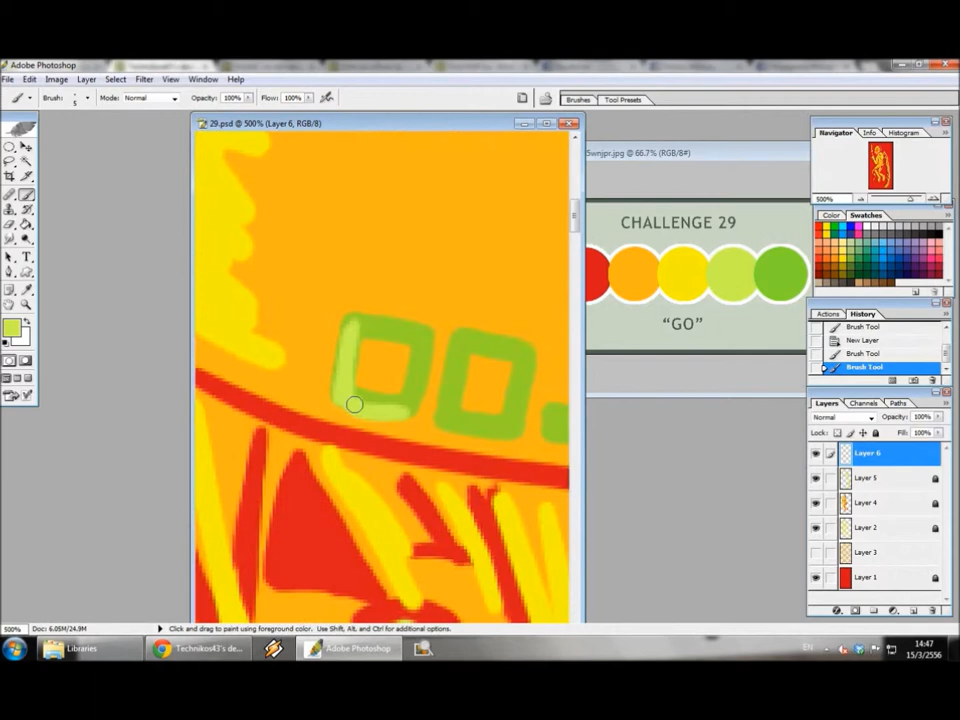 Adobe Photoshop
File Edit Image Layer Select Filter View Window Help
Brush: 5 Mode: Normal Opacity: 100% Flow: 100% Brushes Tool Presets
29.psd @ 500% (Layer 6, RGB/8)
5wnjpr.jpg @ 66.7% (RGB/8#)
CHALLENGE 29
"GO"
Navigator Info Histogram
500%
Color Swatches
Actions History
Brush Tool
New Layer
Brush Tool
Brush Tool
Layers Channels Paths
Normal Opacity: 100%
Lock: Fill: 100%
Layer 6
Layer 5
Layer 4
Layer 2
Layer 3
Layer 1
500% Doc: 6.05M/24.9M Click and drag to paint using foreground color. Use Shift, Alt, and Ctrl for additional options.
Libraries Technikos43's de... Adobe Photoshop EN 14:47
15/3/2556